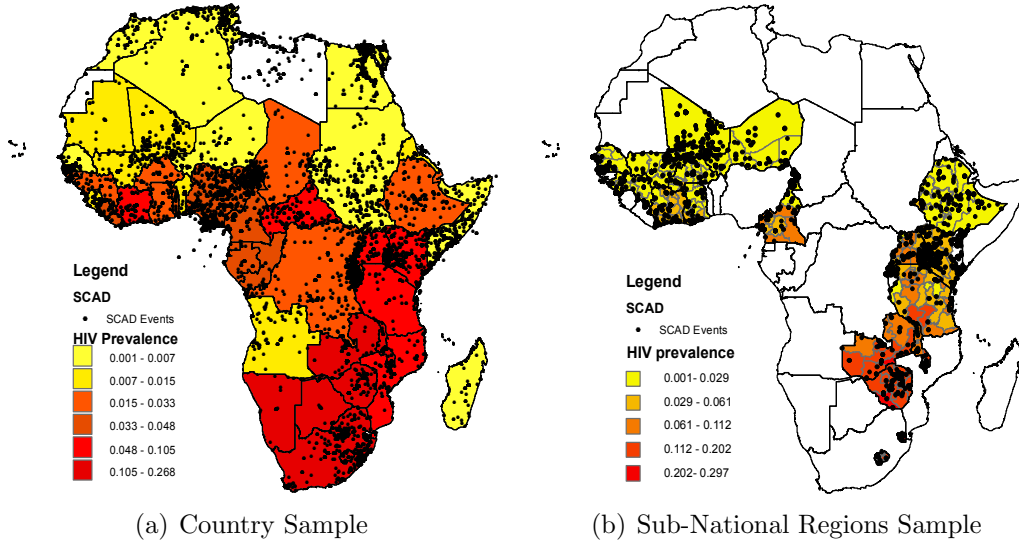 Legend
SCAD
SCAD Events
HIV Prevalence
0.001 - 0.007
0.007 - 0.015
0.015 - 0.033
0.033 - 0.048
0.048 - 0.105
0.105 - 0.268
(a) Country Sample
Legend
SCAD
SCAD Events
HIV prevalence
0.001 - 0.029
0.029 - 0.061
0.061 - 0.112
0.112 - 0.202
0.202- 0.297
(b) Sub-National Regions Sample